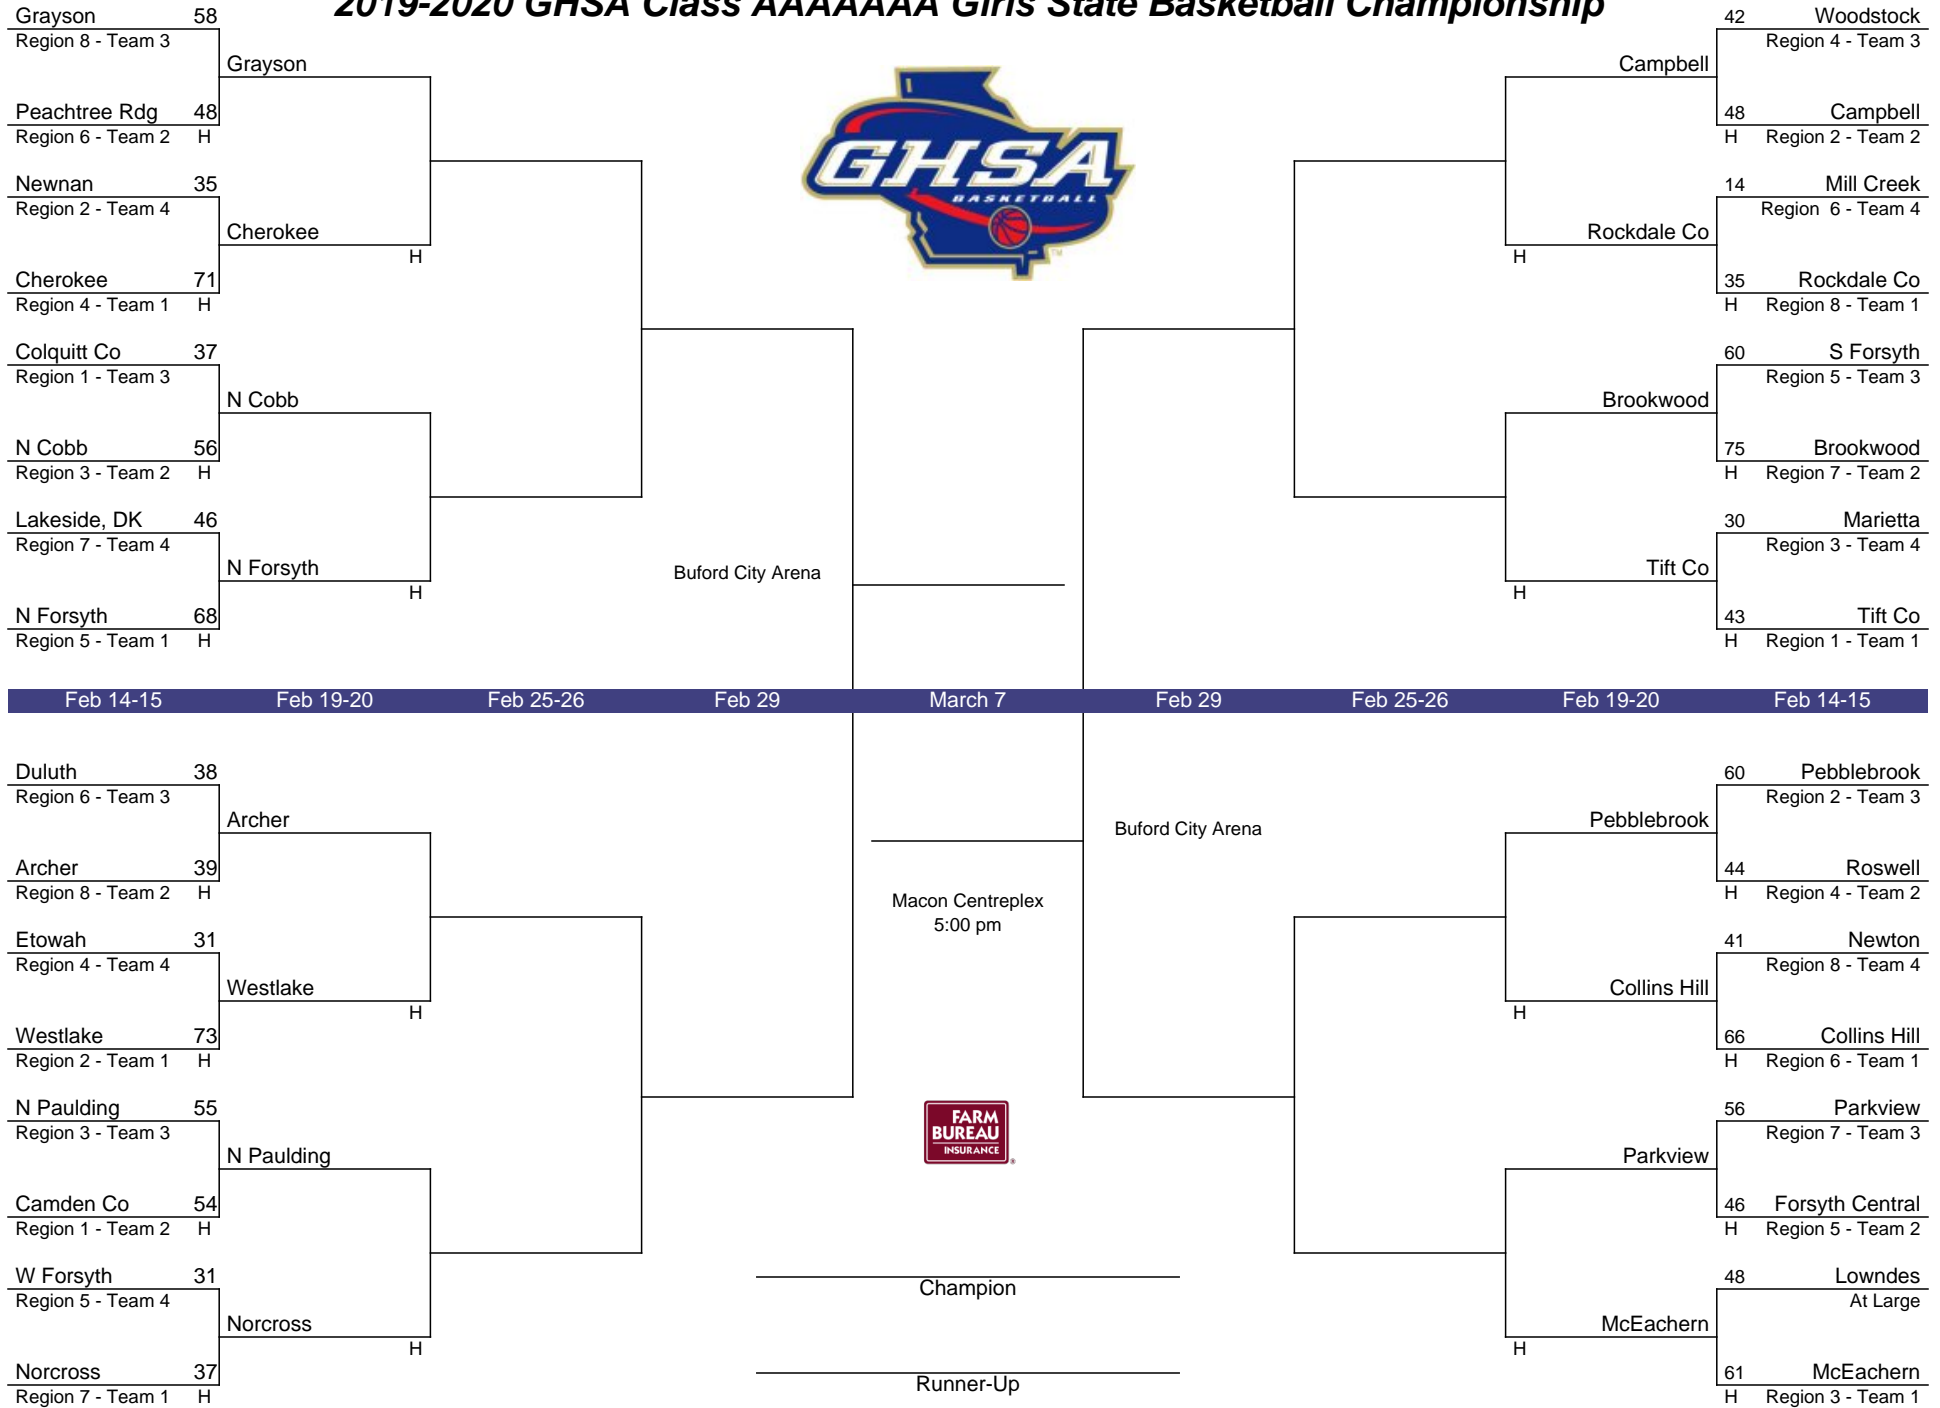 2019-2020 GHSA Class AAAAAAA Girls State Basketball Championship
Grayson 58
Region 8 - Team 3
Grayson
Peachtree Rdg 48
Region 6 - Team 2 H
Newnan 35
Region 2 - Team 4
Cherokee
H
Cherokee 71
Region 4 - Team 1 H
Colquitt Co 37
Region 1 - Team 3
N Cobb
N Cobb 56
Region 3 - Team 2 H
Lakeside, DK 46
Region 7 - Team 4
N Forsyth
H
N Forsyth 68
Region 5 - Team 1 H
Buford City Arena
GHSA
BASKETBALL
TM
42 Woodstock
Region 4 - Team 3
Campbell
48 Campbell
H Region 2 - Team 2
14 Mill Creek
Region 6 - Team 4
Rockdale Co
H
35 Rockdale Co
H Region 8 - Team 1
60 S Forsyth
Region 5 - Team 3
Brookwood
75 Brookwood
H Region 7 - Team 2
30 Marietta
Region 3 - Team 4
Tift Co
H
43 Tift Co
H Region 1 - Team 1
Feb 14-15 Feb 19-20 Feb 25-26 Feb 29 March 7 Feb 29 Feb 25-26 Feb 19-20 Feb 14-15
Duluth 38
Region 6 - Team 3
Archer
Archer 39
Region 8 - Team 2 H
Etowah 31
Region 4 - Team 4
Westlake
H
Westlake 73
Region 2 - Team 1 H
N Paulding 55
Region 3 - Team 3
N Paulding
Camden Co 54
Region 1 - Team 2 H
W Forsyth 31
Region 5 - Team 4
Norcross
H
Norcross 37
Region 7 - Team 1 H
Macon Centreplex
5:00 pm
FARM
BUREAU
INSURANCE
®
Champion
Runner-Up
Buford City Arena
60 Pebblebrook
Region 2 - Team 3
Pebblebrook
44 Roswell
H Region 4 - Team 2
41 Newton
Region 8 - Team 4
Collins Hill
H
66 Collins Hill
H Region 6 - Team 1
56 Parkview
Region 7 - Team 3
Parkview
46 Forsyth Central
H Region 5 - Team 2
48 Lowndes
At Large
McEachern
H
61 McEachern
H Region 3 - Team 1